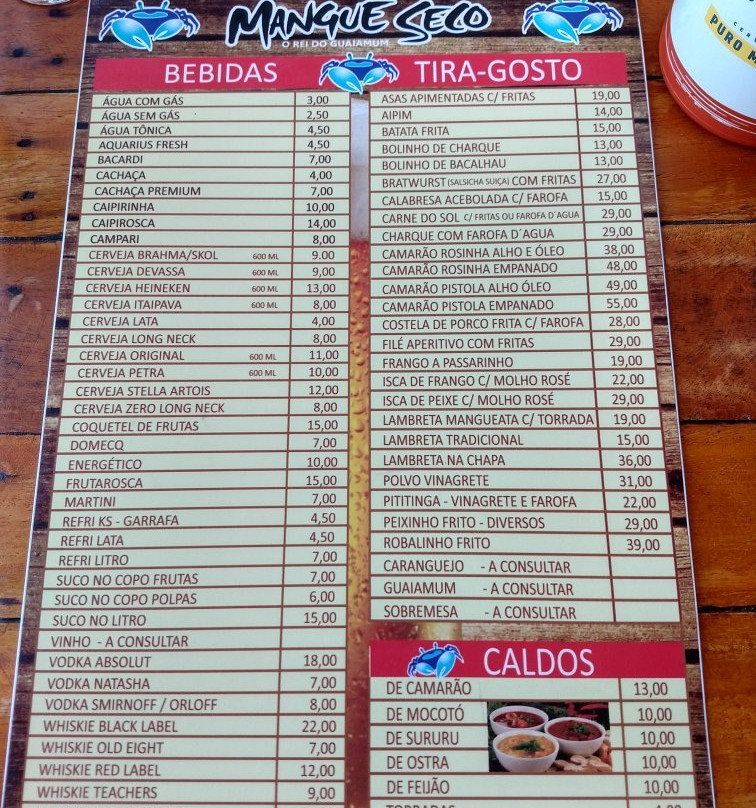 MANGUE SECO
O REI DO GUAIAMUM
PURO M
BEBIDAS
ÁGUA COM GÁS 3,00
ÁGUA SEM GÁS 2,50
ÁGUA TÔNICA 4,50
AQUARIUS FRESH 4,50
BACARDI 7,00
CACHAÇA 4,00
CACHAÇA PREMIUM 7,00
CAIPIRINHA 10,00
CAIPIROSCA 14,00
CAMPARI 8,00
CERVEJA BRAHMA/SKOL 600 ML 9.00
CERVEJA DEVASSA 600 ML 9,00
CERVEJA HEINEKEN 600 ML 13,00
CERVEJA ITAIPAVA 600 ML 8,00
CERVEJA LATA 4,00
CERVEJA LONG NECK 8,00
CERVEJA ORIGINAL 600 ML 11,00
CERVEJA PETRA 600 ML 10,00
CERVEJA STELLA ARTOIS 12,00
CERVEJA ZERO LONG NECK 8,00
COQUETEL DE FRUTAS 15,00
DOMECQ 7,00
ENERGÉTICO 10,00
FRUTAROSCA 15,00
MARTINI 7,00
REFRI KS - GARRAFA 4,50
REFRI LATA 4,50
REFRI LITRO 7,00
SUCO NO COPO FRUTAS 7,00
SUCO NO COPO POLPAS 6,00
SUCO NO LITRO 15,00
VINHO - A CONSULTAR
VODKA ABSOLUT 18,00
VODKA NATASHA 7,00
VODKA SMIRNOFF / ORLOFF 8,00
WHISKIE BLACK LABEL 22,00
WHISKIE OLD EIGHT 7,00
WHISKIE RED LABEL 12,00
WHISKIE TEACHERS 9,00
TIRA-GOSTO
ASAS APIMENTADAS C/ FRITAS 19,00
AIPIM 14,00
BATATA FRITA 15,00
BOLINHO DE CHARQUE 13,00
BOLINHO DE BACALHAU 13,00
BRATWURST (SALSICHA SUIÇA) COM FRITAS 27,00
CALABRESA ACEBOLADA C/ FAROFA 15,00
CARNE DO SOL C/ FRITAS OU FAROFA D´AGUA 29,00
CHARQUE COM FAROFA D´AGUA 29,00
CAMARÃO ROSINHA ALHO E ÓLEO 38,00
CAMARÃO ROSINHA EMPANADO 48,00
CAMARÃO PISTOLA ALHO ÓLEO 49,00
CAMARÃO PISTOLA EMPANADO 55,00
COSTELA DE PORCO FRITA C/ FAROFA 28,00
FILÉ APERITIVO COM FRITAS 29,00
FRANGO A PASSARINHO 19,00
ISCA DE FRANGO C/ MOLHO ROSÉ 22,00
ISCA DE PEIXE C/ MOLHO ROSÉ 29,00
LAMBRETA MANGUEATA C/ TORRADA 19,00
LAMBRETA TRADICIONAL 15,00
LAMBRETA NA CHAPA 36,00
POLVO VINAGRETE 31,00
PITITINGA - VINAGRETE E FAROFA 22,00
PEIXINHO FRITO - DIVERSOS 29,00
ROBALINHO FRITO 39,00
CARANGUEJO - A CONSULTAR
GUAIAMUM - A CONSULTAR
SOBREMESA - A CONSULTAR
CALDOS
DE CAMARÃO 13,00
DE MOCOTÓ 10,00
DE SURURU 10,00
DE OSTRA 10,00
DE FEIJÃO 10,00